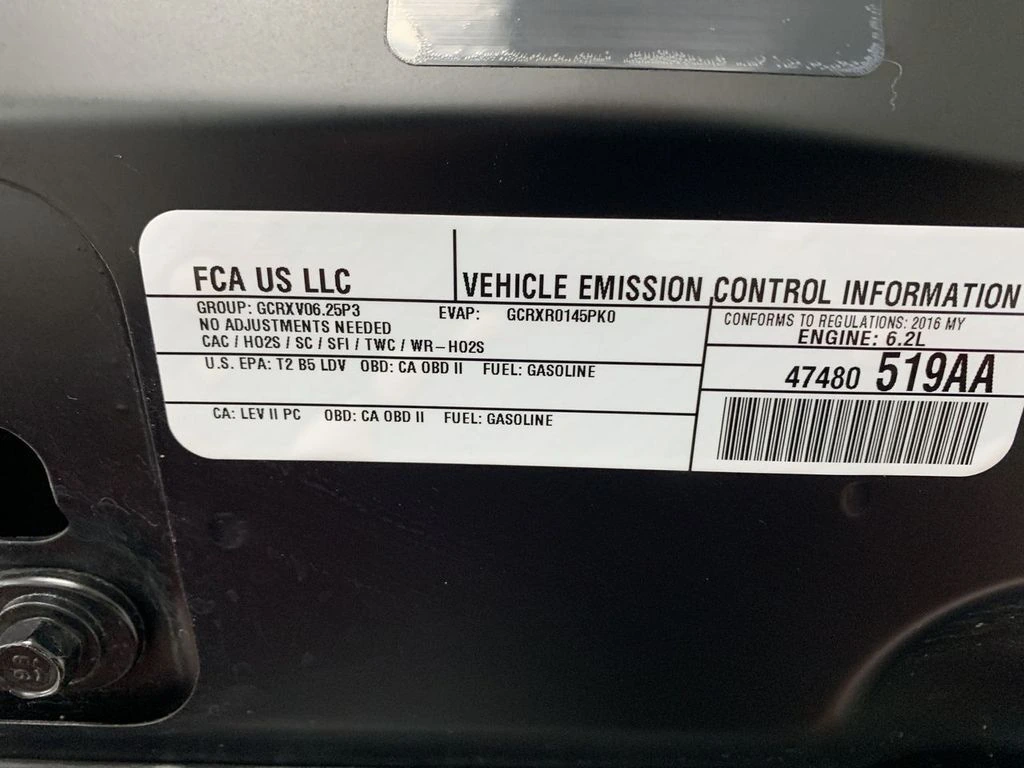 FCA US LLC
VEHICLE EMISSION CONTROL INFORMATION
GROUP: GCRXV06.25P3 EVAP: GCRXR0145PK0
NO ADJUSTMENTS NEEDED
CAC / HO2S / SC / SFI / TWC / WR-HO2S
U.S. EPA: T2 B5 LDV OBD: CA OBD II FUEL: GASOLINE
CA: LEV II PC OBD: CA OBD II FUEL: GASOLINE
CONFORMS TO REGULATIONS: 2016 MY
ENGINE: 6.2L
47480 519AA